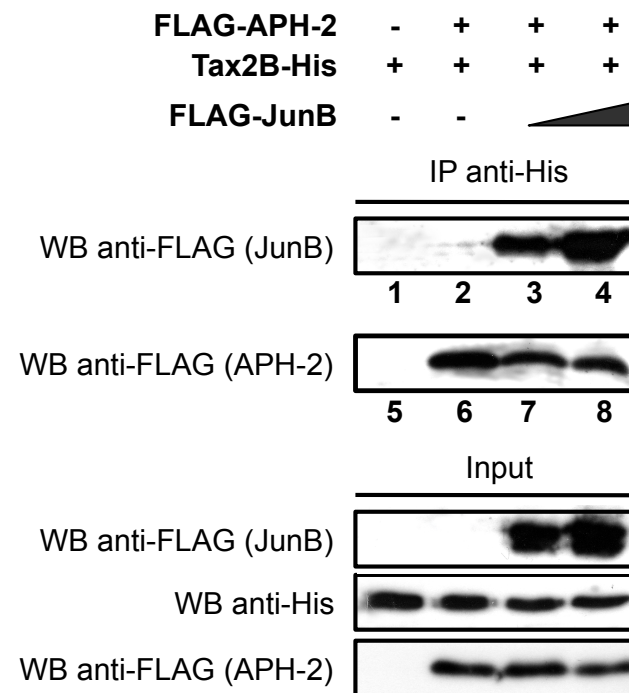 FLAG-APH-2 - + + +
Tax2B-His + + + +
FLAG-JunB - -
IP anti-His
WB anti-FLAG (JunB)
1 2 3 4
WB anti-FLAG (APH-2)
5 6 7 8
Input
WB anti-FLAG (JunB)
WB anti-His
WB anti-FLAG (APH-2)